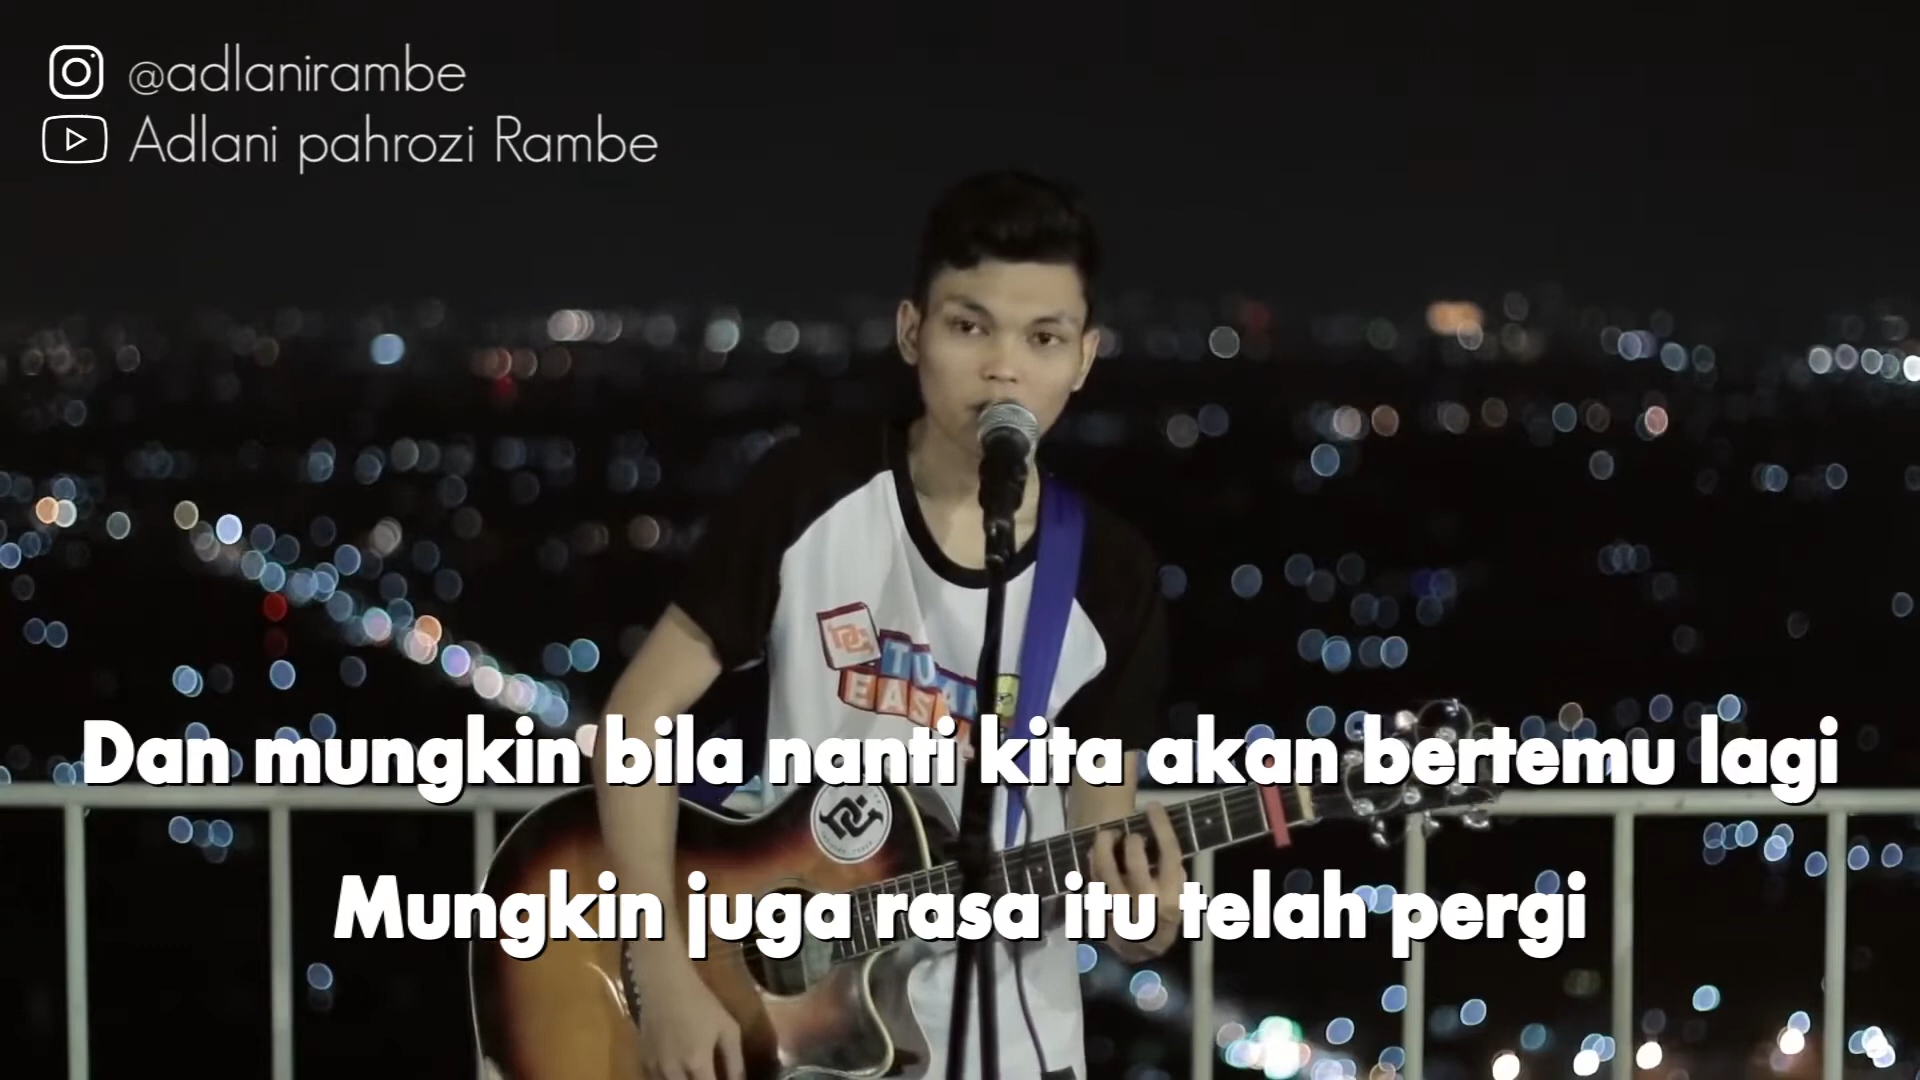 @adlanirambe
Adlani pahrozi Rambe
Dan mungkin bila nanti kita akan bertemu lagi
Mungkin juga rasa itu telah pergi